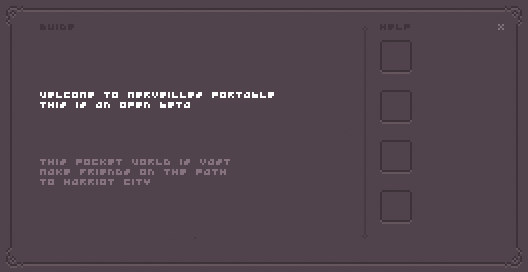 GUIDE
HELP
X
WELCOME TO MERVEILLES PORTABLE
THIS IS AN OPEN BETA
THIS POCKET WORLD IS VAST
MAKE FRIENDS ON THE PATH
TO HARRIOT CITY